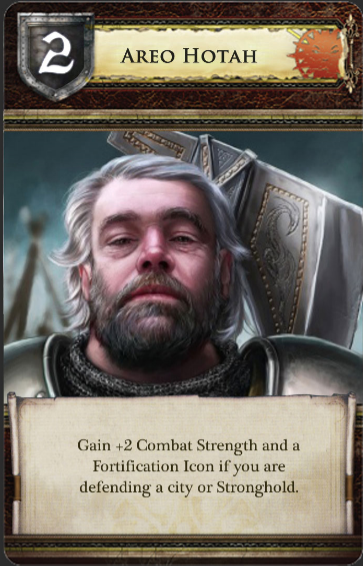 2
AREO HOTAH
Gain +2 Combat Strength and a
Fortification Icon if you are
defending a city or Stronghold.